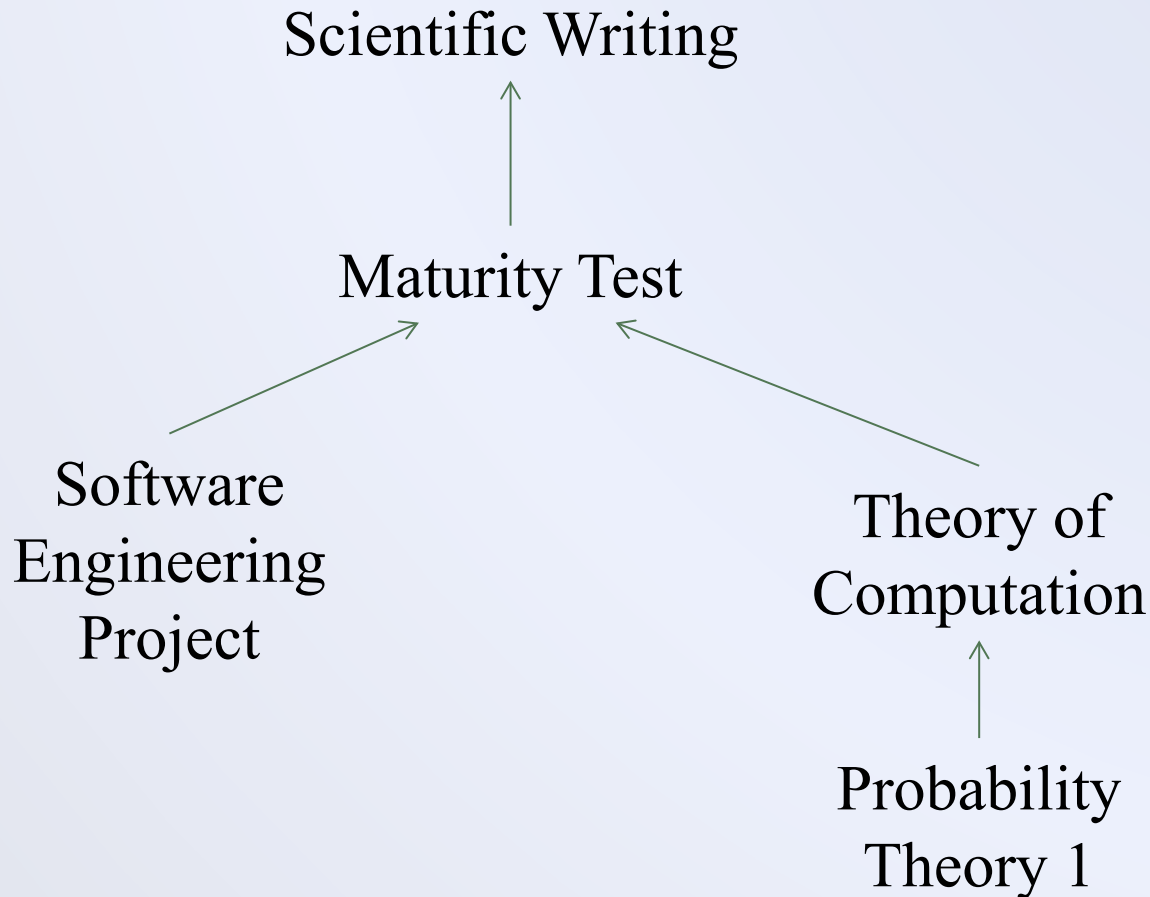 Scientific Writing
Maturity Test
Software
Engineering
Project
Theory of
Computation
Probability
Theory 1